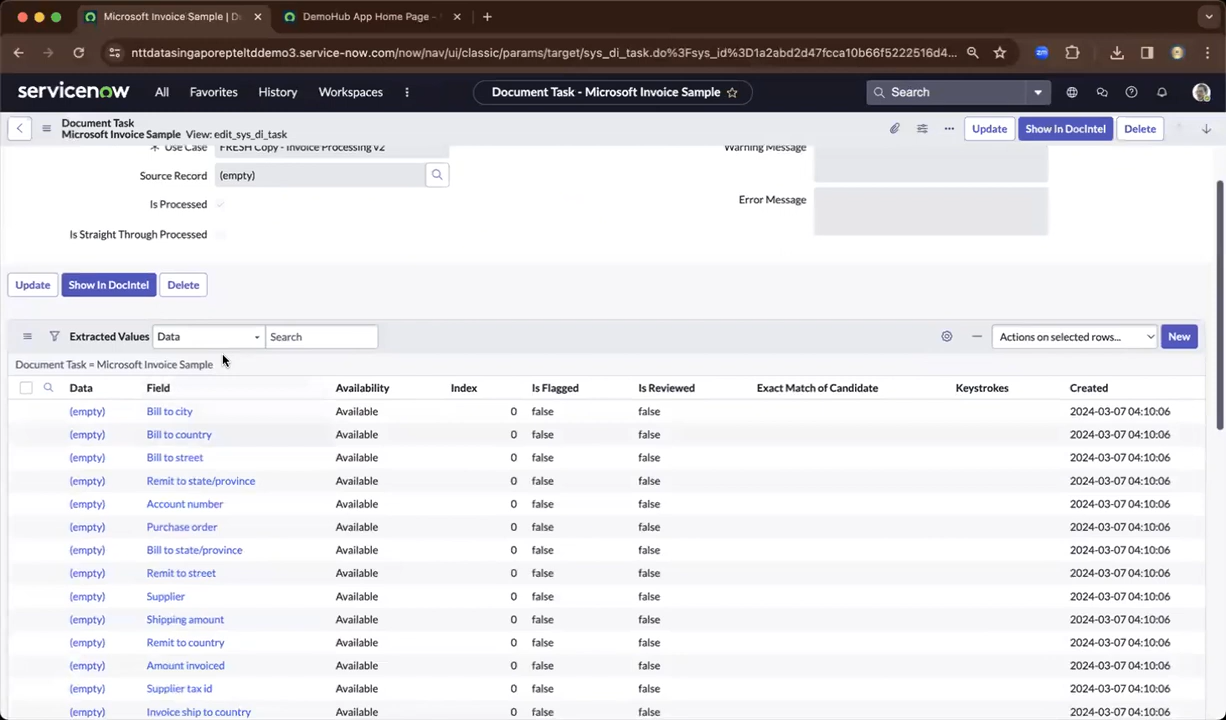 Microsoft Invoice Sample | D
DemoHub App Home Page -
nttdatasingaporepteltddemo3.service-now.com/now/nav/ui/classic/params/target/sys_di_task.do%3Fsys_id%3D1a2abd2d47fcca10b66f5222516d4...
servicenow All Favorites History Workspaces Document Task - Microsoft Invoice Sample Search
Document Task
Microsoft Invoice Sample View: edit_sys_di_task
Update Show In DocIntel Delete
Use Case FRESH Copy - Invoice Processing v2 Warning Message
Source Record (empty)
Is Processed Error Message
Is Straight Through Processed
Update Show In DocIntel Delete
Extracted Values Data Search Actions on selected rows... New
Document Task = Microsoft Invoice Sample
Data Field Availability Index Is Flagged Is Reviewed Exact Match of Candidate Keystrokes Created
(empty) Bill to city Available 0 false false 2024-03-07 04:10:06
(empty) Bill to country Available 0 false false 2024-03-07 04:10:06
(empty) Bill to street Available 0 false false 2024-03-07 04:10:06
(empty) Remit to state/province Available 0 false false 2024-03-07 04:10:06
(empty) Account number Available 0 false false 2024-03-07 04:10:06
(empty) Purchase order Available 0 false false 2024-03-07 04:10:06
(empty) Bill to state/province Available 0 false false 2024-03-07 04:10:06
(empty) Remit to street Available 0 false false 2024-03-07 04:10:06
(empty) Supplier Available 0 false false 2024-03-07 04:10:06
(empty) Shipping amount Available 0 false false 2024-03-07 04:10:06
(empty) Remit to country Available 0 false false 2024-03-07 04:10:06
(empty) Amount invoiced Available 0 false false 2024-03-07 04:10:06
(empty) Supplier tax id Available 0 false false 2024-03-07 04:10:06
(empty) Invoice ship to country Available 0 false false 2024-03-07 04:10:06